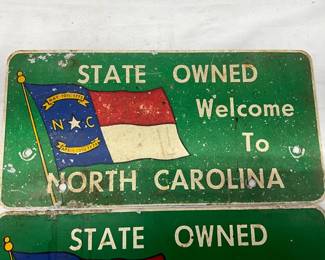 STATE OWNED
Welcome
To
N C
NORTH CAROLINA
STATE OWNED